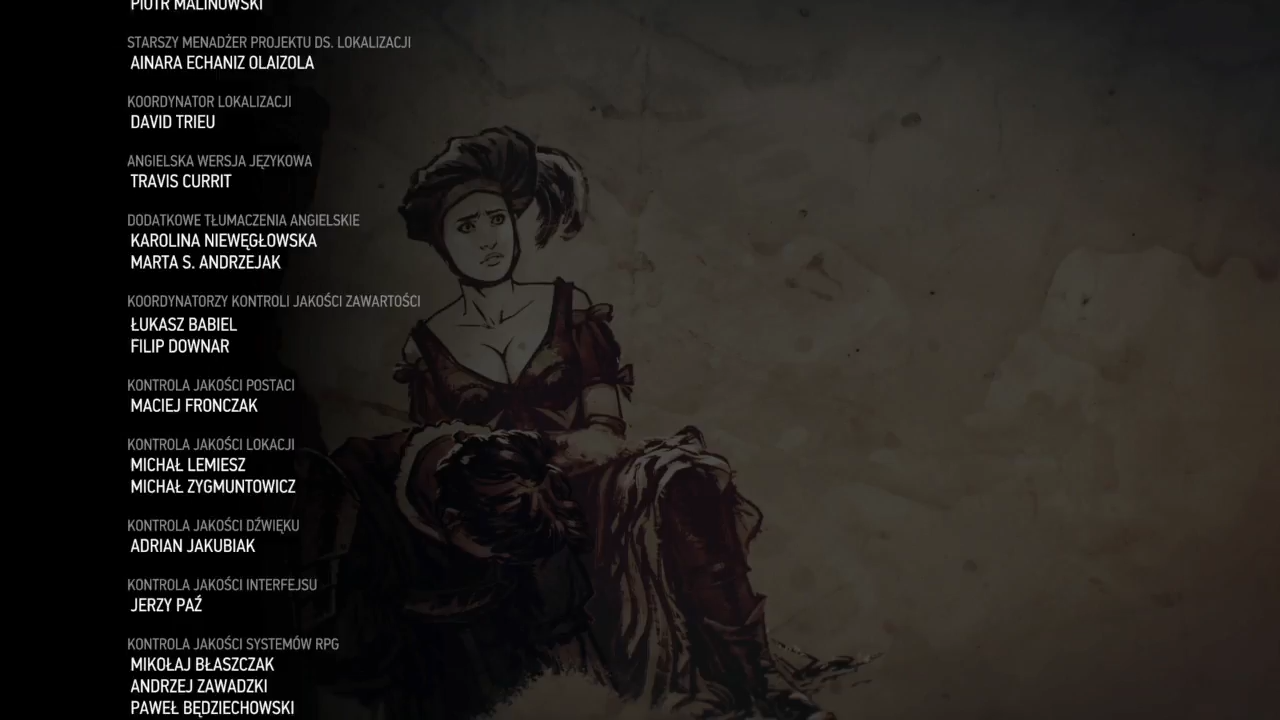 PIOTR MALINOWSKI
STARSZY MENADŻER PROJEKTU DS. LOKALIZACJI
AINARA ECHANIZ OLAIZOLA
KOORDYNATOR LOKALIZACJI
DAVID TRIEU
ANGIELSKA WERSJA JĘZYKOWA
TRAVIS CURRIT
DODATKOWE TŁUMACZENIA ANGIELSKIE
KAROLINA NIEWĘGŁOWSKA
MARTA S. ANDRZEJAK
KOORDYNATORZY KONTROLI JAKOŚCI ZAWARTOŚCI
ŁUKASZ BABIEL
FILIP DOWNAR
KONTROLA JAKOŚCI POSTACI
MACIEJ FRONCZAK
KONTROLA JAKOŚCI LOKACJI
MICHAŁ LEMIESZ
MICHAŁ ZYGMUNTOWICZ
KONTROLA JAKOŚCI DŹWIĘKU
ADRIAN JAKUBIAK
KONTROLA JAKOŚCI INTERFEJSU
JERZY PAŹ
KONTROLA JAKOŚCI SYSTEMÓW RPG
MIKOŁAJ BŁASZCZAK
ANDRZEJ ZAWADZKI
PAWEŁ BĘDZIECHOWSKI